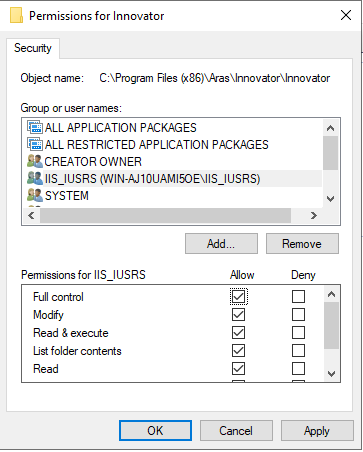 Permissions for Innovator
Security
Object name: C:\Program Files (x86)\Aras\Innovator\Innovator
Group or user names:
ALL APPLICATION PACKAGES
ALL RESTRICTED APPLICATION PACKAGES
CREATOR OWNER
IIS_IUSRS (WIN-AJ10UAMI5OE\IIS_IUSRS)
SYSTEM
Add... Remove
Permissions for IIS_IUSRS Allow Deny
Full control
Modify
Read & execute
List folder contents
Read
OK Cancel Apply